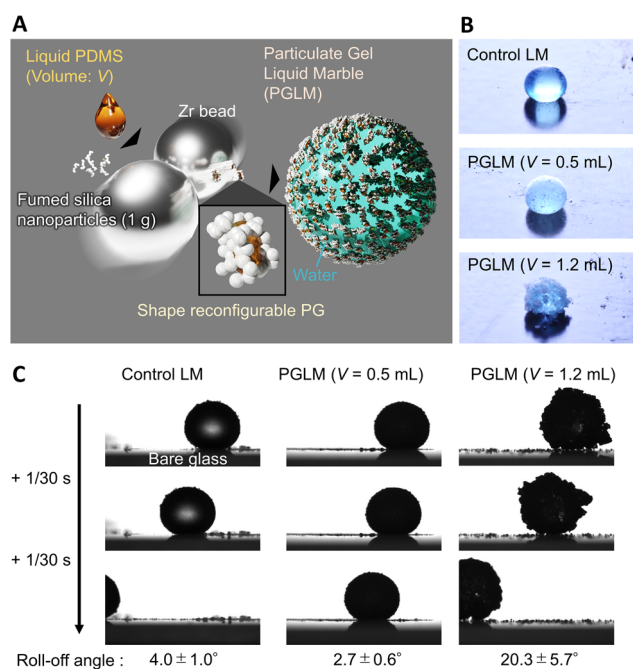 A
Liquid PDMS
(Volume: V)
Zr bead
Particulate Gel
Liquid Marble
(PGLM)
Fumed silica
nanoparticles (1 g)
Water
Shape reconfigurable PG
B
Control LM
PGLM (V = 0.5 mL)
PGLM (V = 1.2 mL)
C
Control LM
PGLM (V = 0.5 mL)
PGLM (V = 1.2 mL)
Bare glass
+ 1/30 s
+ 1/30 s
Roll-off angle : 4.0 ± 1.0° 2.7 ± 0.6° 20.3 ± 5.7°